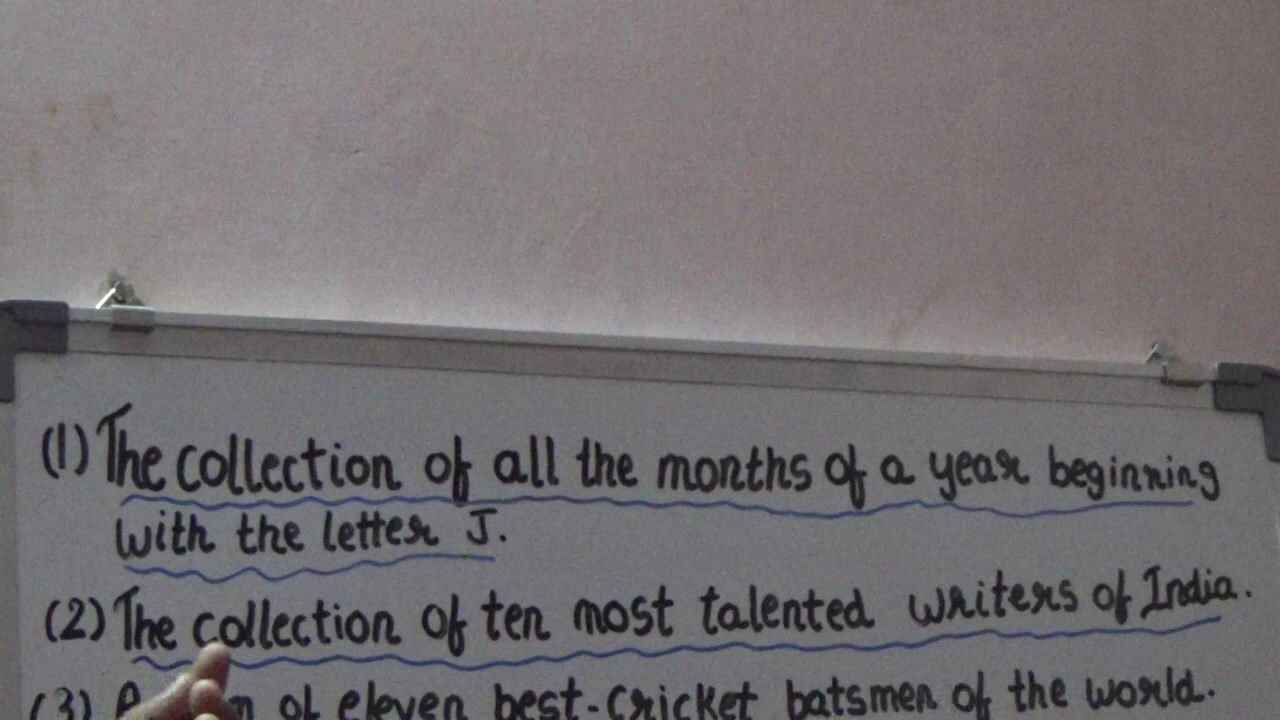 (1) The collection of all the months of a year beginning
with the letter J.
(2) The collection of ten most talented writers of India.
(3) A of eleven best-cricket batsmen of the world.